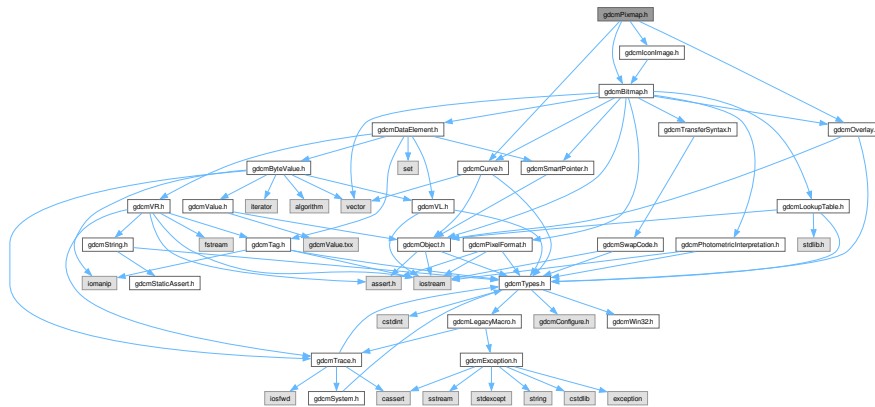 gdcmPixmap.h
gdcmIconImage.h
gdcmBitmap.h
gdcmDataElement.h
gdcmTransferSyntax.h
gdcmOverlay.
gdcmByteValue.h
set
gdcmCurve.h
gdcmSmartPointer.h
gdcmVR.h
gdcmValue.h
iterator
algorithm
vector
gdcmVL.h
gdcmLookupTable.h
gdcmString.h
fstream
gdcmTag.h
gdcmValue.txx
gdcmObject.h
gdcmPixelFormat.h
gdcmSwapCode.h
gdcmPhotometricInterpretation.h
stdlib.h
iomanip
gdcmStaticAssert.h
assert.h
iostream
gdcmTypes.h
cstdint
gdcmLegacyMacro.h
gdcmConfigure.h
gdcmWin32.h
gdcmTrace.h
gdcmException.h
iosfwd
gdcmSystem.h
cassert
sstream
stdexcept
string
cstdlib
exception